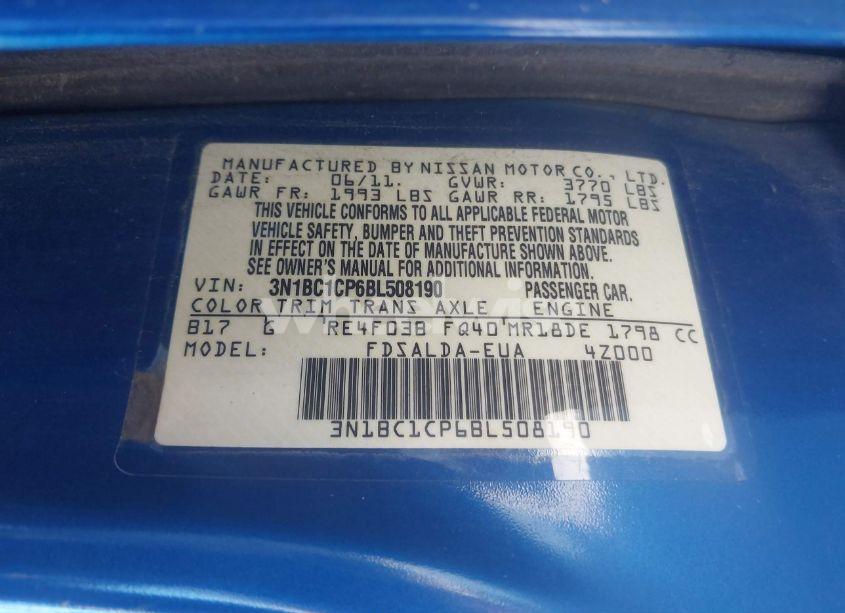 MANUFACTURED BY NISSAN MOTOR CO., LTD.
DATE: 06/11. GVWR: 3770 LBS
GAWR FR: 1993 LBS GAWR RR: 1795 LBS
THIS VEHICLE CONFORMS TO ALL APPLICABLE FEDERAL MOTOR
VEHICLE SAFETY, BUMPER AND THEFT PREVENTION STANDARDS
IN EFFECT ON THE DATE OF MANUFACTURE SHOWN ABOVE.
SEE OWNER'S MANUAL FOR ADDITIONAL INFORMATION.
VIN: 3N1BC1CP6BL508190 PASSENGER CAR.
COLOR TRIM TRANS AXLE ENGINE
B17 G RE4F03B FQ40 MR18DE 1798 CC
MODEL: FDSALDA-EUA 4Z000
3N1BC1CP6BL508190